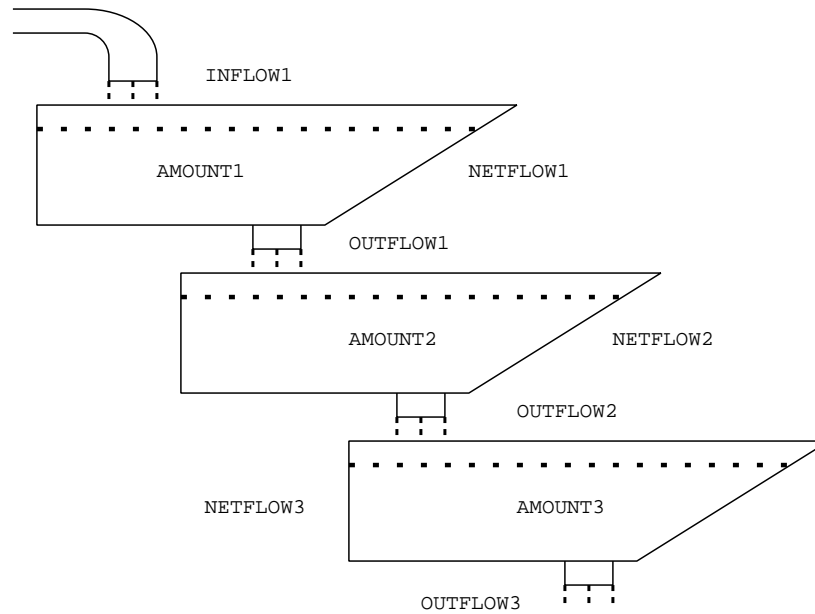 INFLOW1
AMOUNT1 NETFLOW1
OUTFLOW1
AMOUNT2 NETFLOW2
OUTFLOW2
NETFLOW3 AMOUNT3
OUTFLOW3